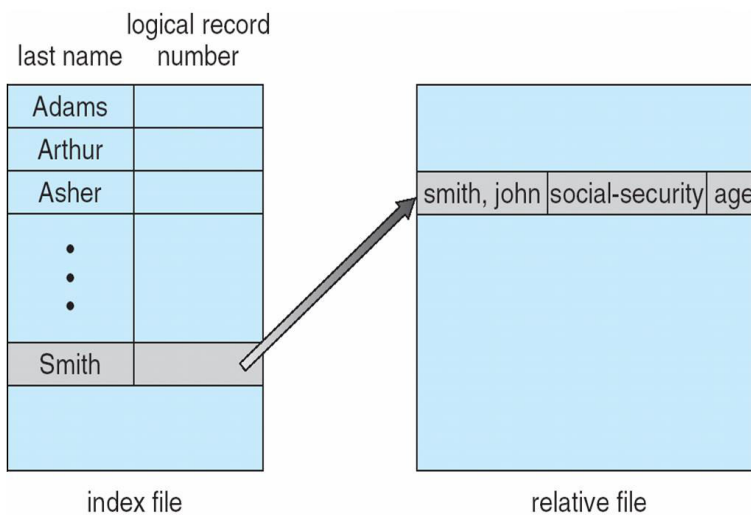 logical record
last name number
Adams
Arthur
Asher
smith, john social-security age
Smith
index file relative file